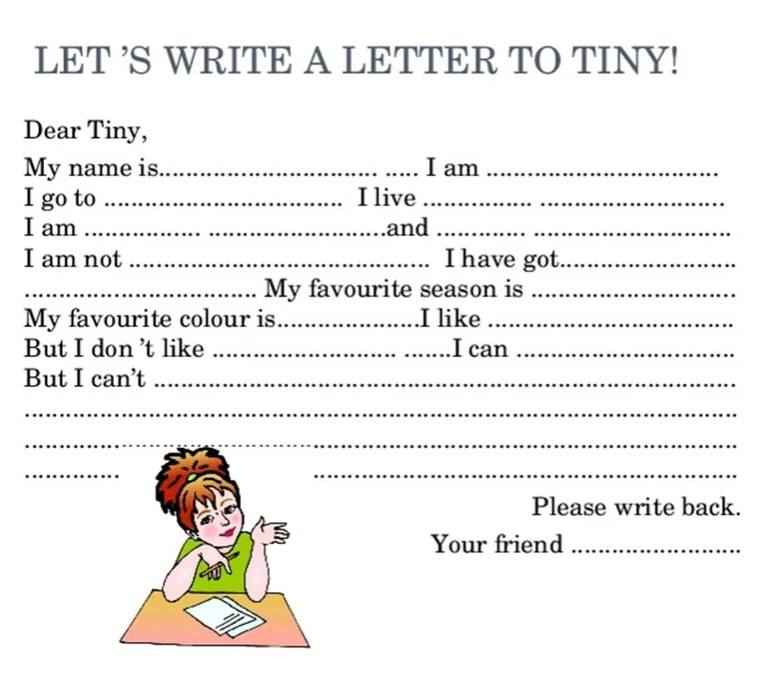 LET 'S WRITE A LETTER TO TINY!
Dear Tiny,
My name is................................ ..... I am ..................................
I go to ................................... I live ................ ...........................
I am ................. ..........................and ............. .............................
I am not ............................................ I have got..........................
.................................. My favourite season is ..............................
My favourite colour is.....................I like ....................................
But I don 't like ........................... .......I can ................................
But I can't .....................................................................................
.........................................................................................................
.........................................................................................................
.............. ..............................................................
Please write back.
Your friend .........................